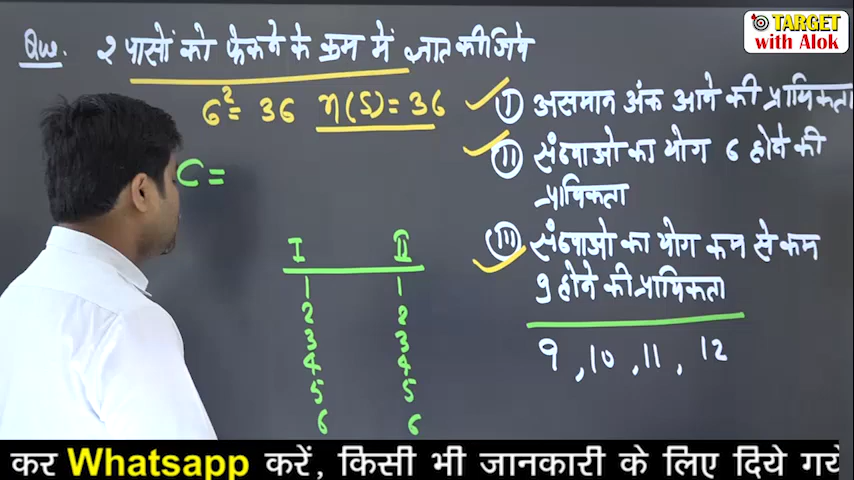 TARGET
with Alok
Que. २ पासों को फेंकने के क्रम में ज्ञात कीजिये
6² = 36 n(S) = 36
C =
I असमान अंक आने की प्रायिकता
II संख्याओ का योग 6 होने की
प्रायिकता
III संख्याओ का योग कम से कम
9 होने की प्रायिकता
9, 10, 11, 12
I II
1 1
2 2
3 3
4 4
5 5
6 6
कर Whatsapp करें, किसी भी जानकारी के लिए दिये गये